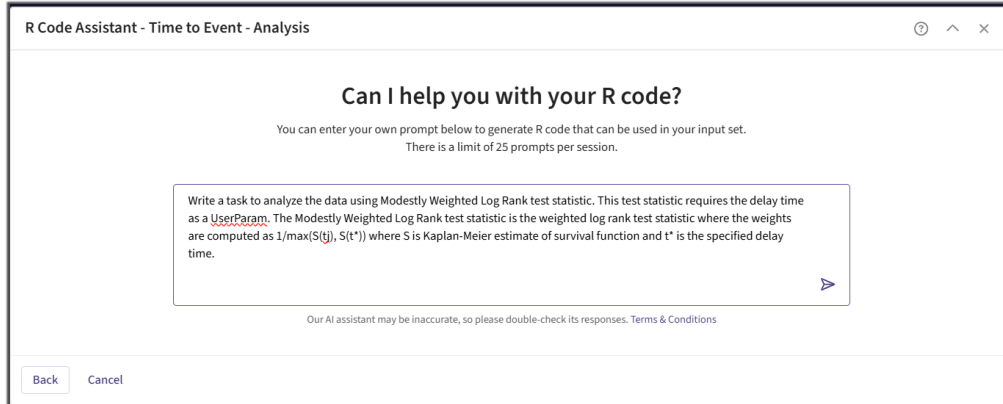 R Code Assistant - Time to Event - Analysis
Can I help you with your R code?
You can enter your own prompt below to generate R code that can be used in your input set.
There is a limit of 25 prompts per session.
Write a task to analyze the data using Modestly Weighted Log Rank test statistic. This test statistic requires the delay time
as a UserParam. The Modestly Weighted Log Rank test statistic is the weighted log rank test statistic where the weights
are computed as 1/max(S(tj), S(t*)) where S is Kaplan-Meier estimate of survival function and t* is the specified delay
time.
Our AI assistant may be inaccurate, so please double-check its responses. Terms & Conditions
Back Cancel